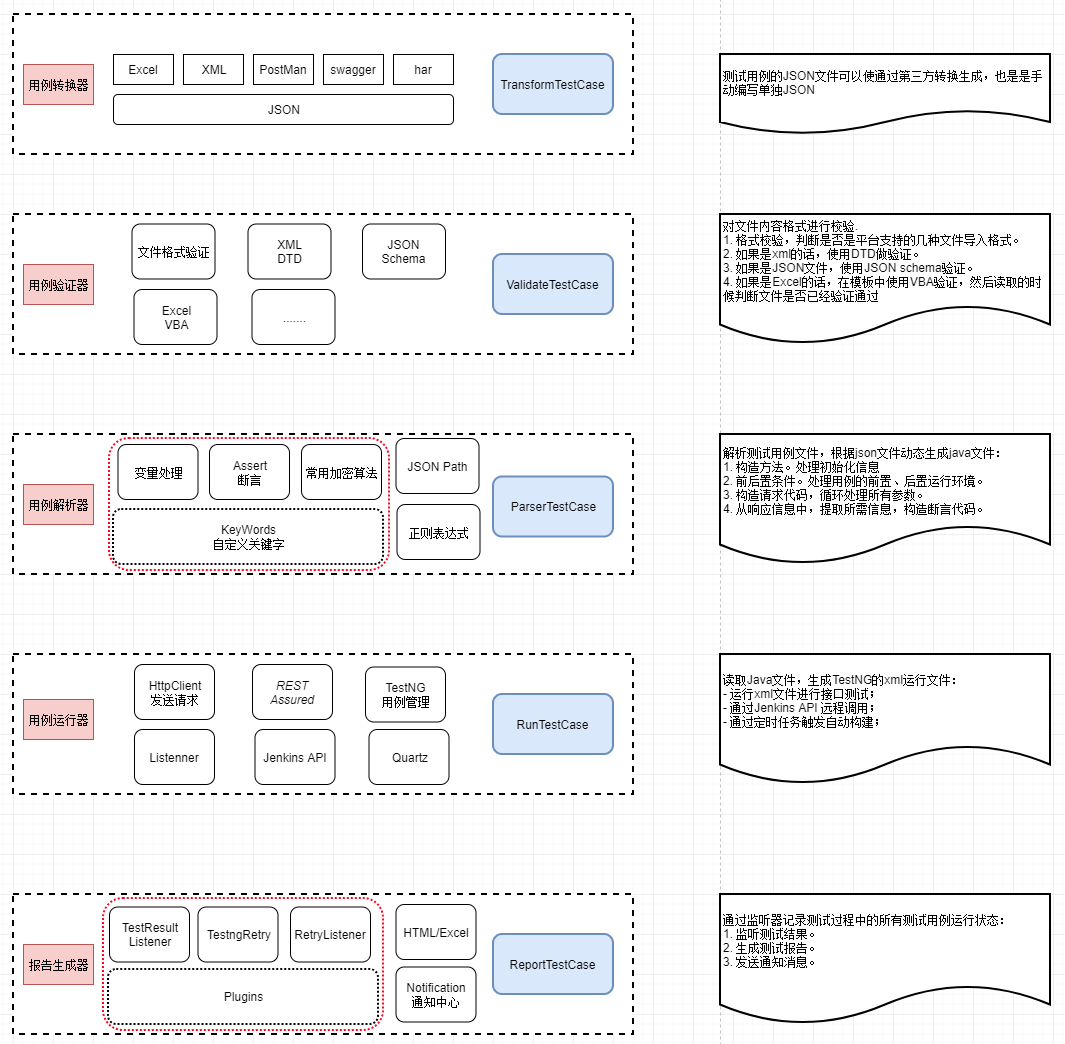 用例转换器
Excel
XML
PostMan
swagger
har
JSON
TransformTestCase
测试用例的JSON文件可以使通过第三方转换生成，也是是手
动编写单独JSON
用例验证器
文件格式验证
XML
DTD
JSON
Schema
Excel
VBA
.......
ValidateTestCase
对文件内容格式进行校验.
1. 格式校验，判断是否是平台支持的几种文件导入格式。
2. 如果是xml的话，使用DTD做验证。
3. 如果是JSON文件，使用JSON schema验证。
4. 如果是Excel的话，在模板中使用VBA验证，然后读取的时
候判断文件是否已经验证通过
用例解析器
变量处理
Assert
断言
常用加密算法
KeyWords
自定义关键字
JSON Path
正则表达式
ParserTestCase
解析测试用例文件，根据json文件动态生成java文件：
1. 构造方法。处理初始化信息
2. 前后置条件。处理用例的前置、后置运行环境。
3. 构造请求代码，循环处理所有参数。
4. 从响应信息中，提取所需信息，构造断言代码。
用例运行器
HttpClient
发送请求
REST
Assured
TestNG
用例管理
Listenner
Jenkins API
Quartz
RunTestCase
读取Java文件，生成TestNG的xml运行文件：
- 运行xml文件进行接口测试；
- 通过Jenkins API 远程调用；
- 通过定时任务触发自动构建；
报告生成器
TestResult
Listener
TestngRetry
RetryListener
Plugins
HTML/Excel
Notification
通知中心
ReportTestCase
通过监听器记录测试过程中的所有测试用例运行状态：
1. 监听测试结果。
2. 生成测试报告。
3. 发送通知消息。